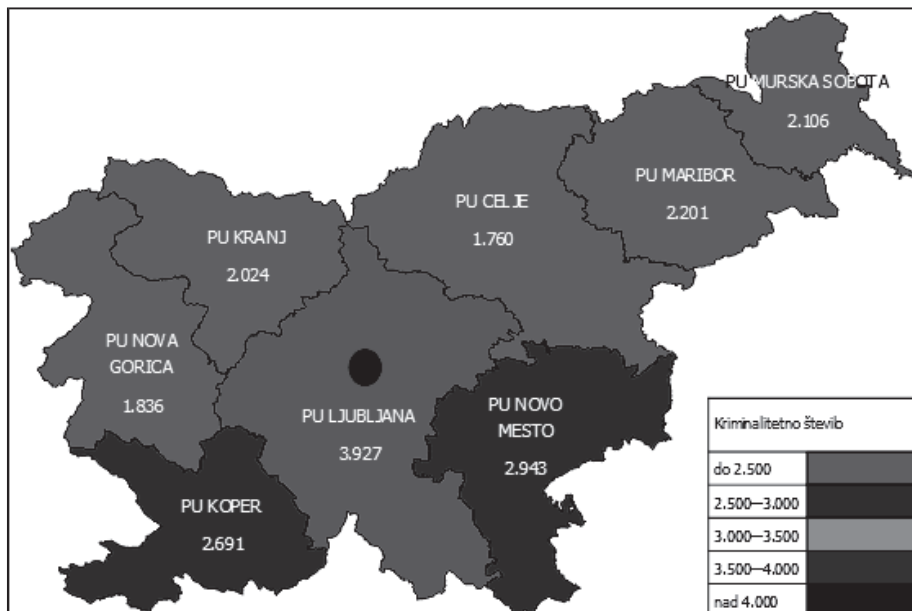 PU MURSKA SOBOTA
2.106
PU MARIBOR
2.201
PU CELJE
1.760
PU KRANJ
2.024
PU NOVA
GORICA
1.836
PU LJUBLJANA
3.927
PU NOVO
MESTO
2.943
PU KOPER
2.691
Kriminalitetno število
do 2.500
2.500—3.000
3.000—3.500
3.500—4.000
nad 4.000